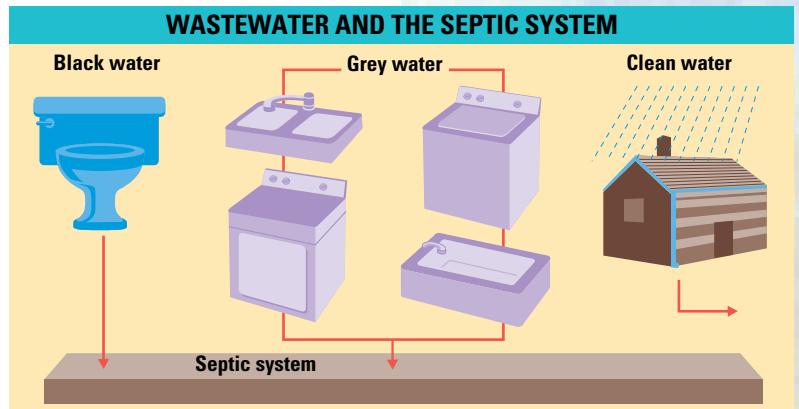 WASTEWATER AND THE SEPTIC SYSTEM
Black water
Grey water
Clean water
Septic system